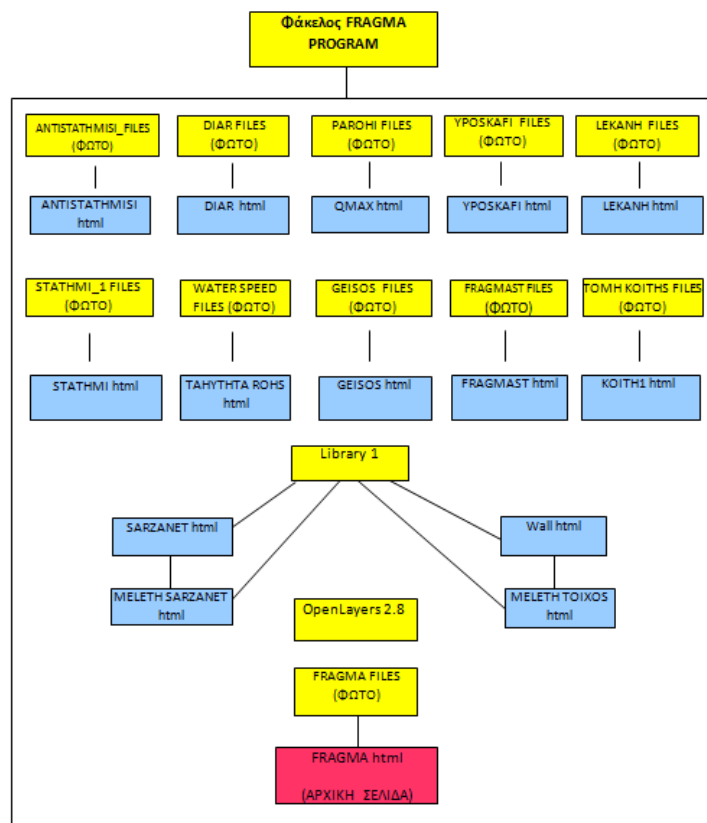 Φάκελος FRAGMA
PROGRAM
ANTISTATHMISI_FILES
(ΦΩΤΟ)
DIAR FILES
(ΦΩΤΟ)
PAROHI FILES
(ΦΩΤΟ)
YPOSKAFI FILES
(ΦΩΤΟ)
LEKANH FILES
(ΦΩΤΟ)
ANTISTATHMISI
html
DIAR html
QMAX html
YPOSKAFI html
LEKANH html
STATHMI_1 FILES
(ΦΩΤΟ)
WATER SPEED
FILES (ΦΩΤΟ)
GEISOS FILES
(ΦΩΤΟ)
FRAGMAST FILES
(ΦΩΤΟ)
TOMH KOITHS FILES
(ΦΩΤΟ)
STATHMI html
TAHYTHTA ROHS
html
GEISOS html
FRAGMAST html
KOITH1 html
Library 1
SARZANET html
Wall html
MELETH SARZANET
html
MELETH TOIXOS
html
OpenLayers 2.8
FRAGMA FILES
(ΦΩΤΟ)
FRAGMA html
(ΑΡΧΙΚΗ ΣΕΛΙΔΑ)